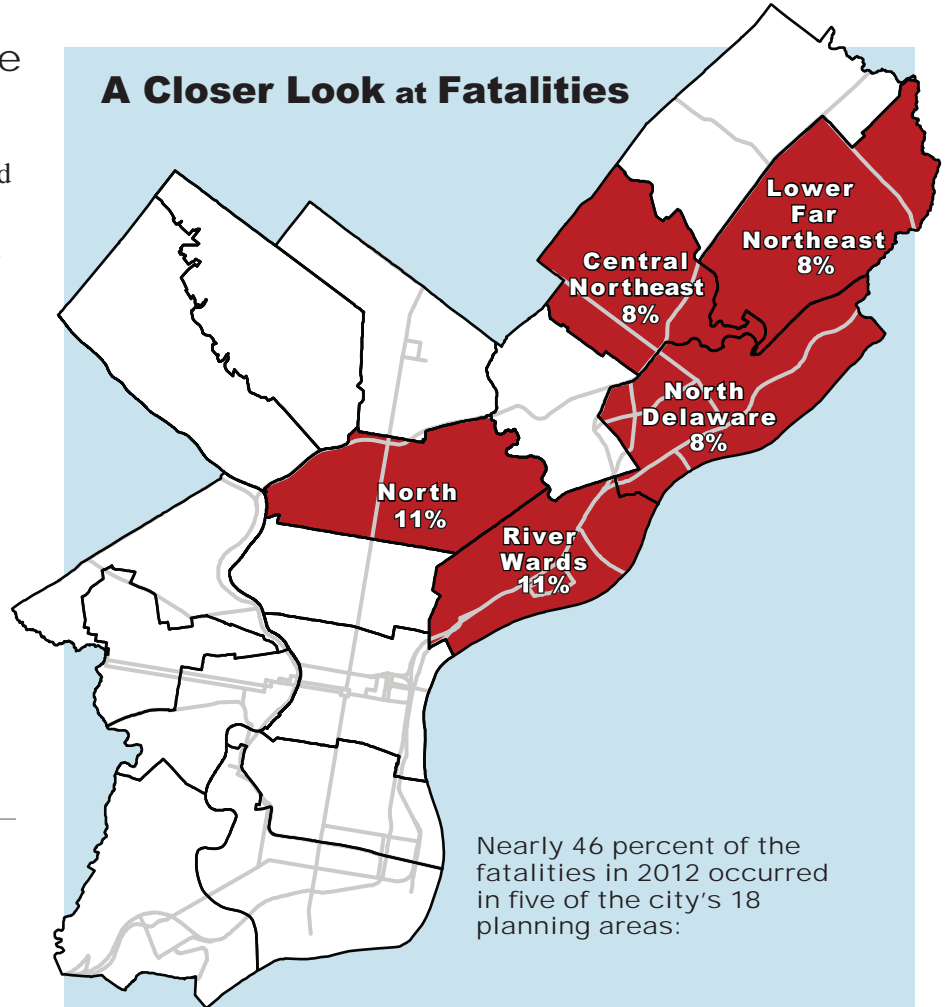 e
d
A Closer Look at Fatalities
Lower
Far
Northeast
8%
Central
Northeast
8%
North
Delaware
8%
North
11%
River
Wards
11%
Nearly 46 percent of the
fatalities in 2012 occurred
in five of the city's 18
planning areas: